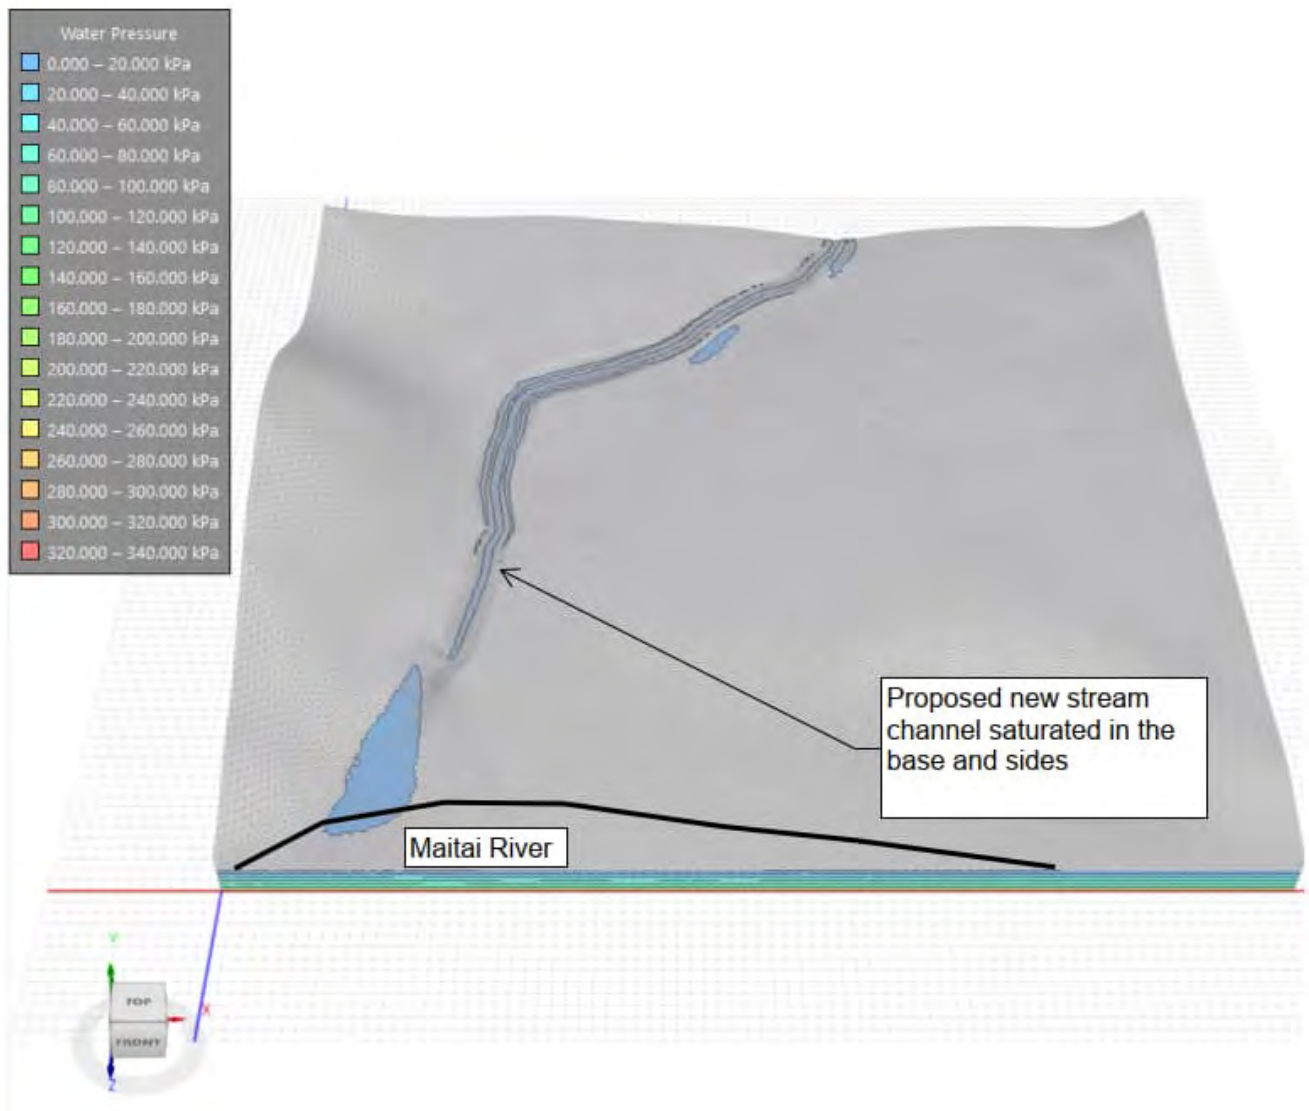 Water Pressure
0.000 – 20.000 kPa
20.000 – 40.000 kPa
40.000 – 60.000 kPa
60.000 – 80.000 kPa
80.000 – 100.000 kPa
100.000 – 120.000 kPa
120.000 – 140.000 kPa
140.000 – 160.000 kPa
160.000 – 180.000 kPa
180.000 – 200.000 kPa
200.000 – 220.000 kPa
220.000 – 240.000 kPa
240.000 – 260.000 kPa
260.000 – 280.000 kPa
280.000 – 300.000 kPa
300.000 – 320.000 kPa
320.000 – 340.000 kPa
Proposed new stream
channel saturated in the
base and sides
Maitai River
Y
TOP
X
FRONT
Z